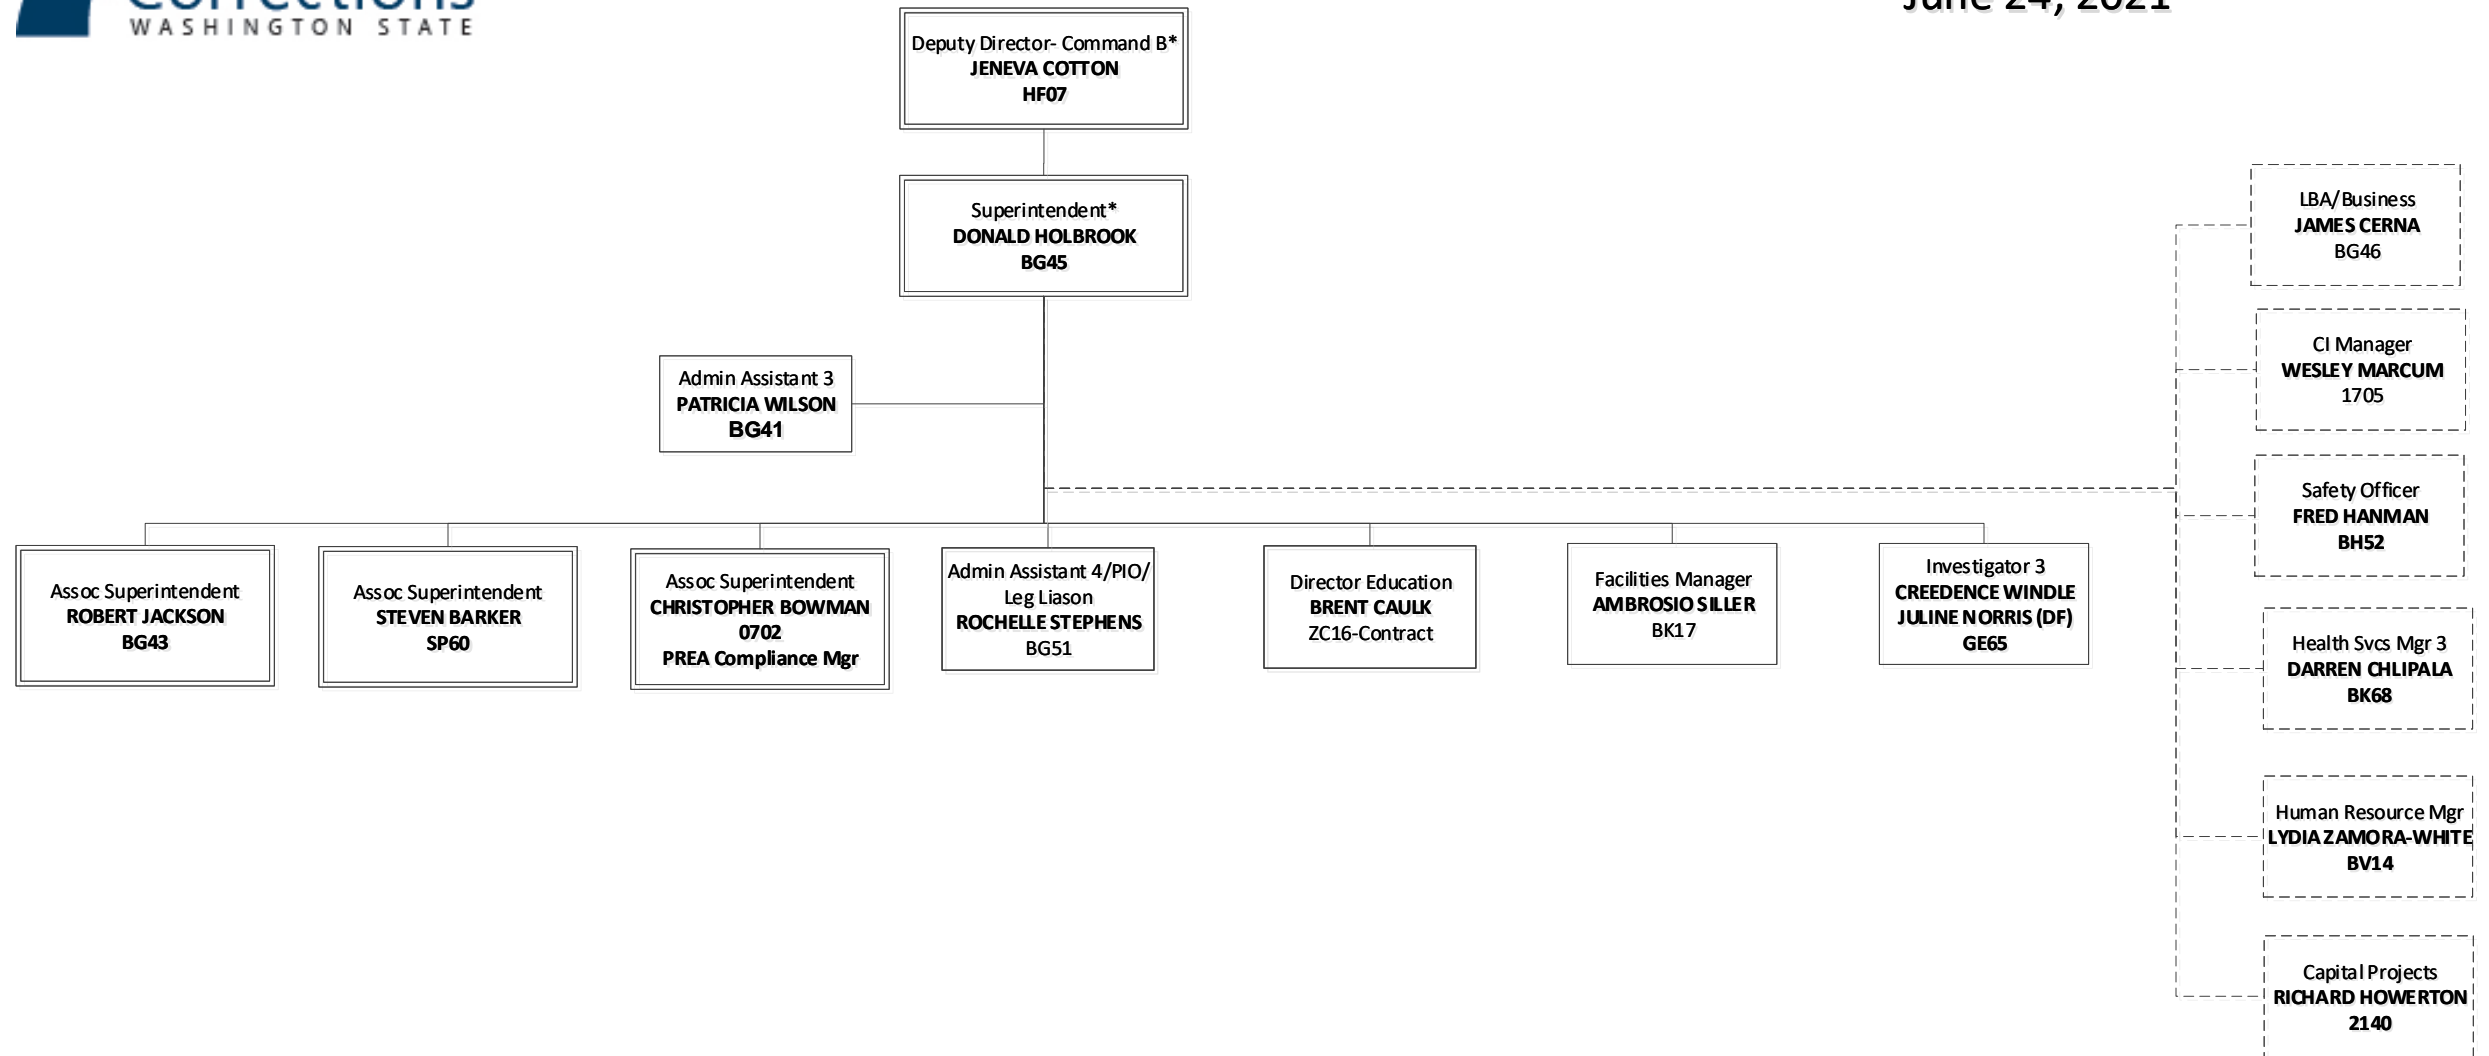 Corrections
WASHINGTON STATE
June 24, 2021
Deputy Director- Command B*
JENEVA COTTON
HF07
Superintendent*
DONALD HOLBROOK
BG45
Admin Assistant 3
PATRICIA WILSON
BG41
Assoc Superintendent
ROBERT JACKSON
BG43
Assoc Superintendent
STEVEN BARKER
SP60
Assoc Superintendent
CHRISTOPHER BOWMAN
0702
PREA Compliance Mgr
Admin Assistant 4/PIO/
Leg Liason
ROCHELLE STEPHENS
BG51
Director Education
BRENT CAULK
ZC16-Contract
Facilities Manager
AMBROSIO SILLER
BK17
Investigator 3
CREEDENCE WINDLE
JULINE NORRIS (DF)
GE65
LBA/Business
JAMES CERNA
BG46
CI Manager
WESLEY MARCUM
1705
Safety Officer
FRED HANMAN
BH52
Health Svcs Mgr 3
DARREN CHLIPALA
BK68
Human Resource Mgr
LYDIA ZAMORA-WHITE
BV14
Capital Projects
RICHARD HOWERTON
2140